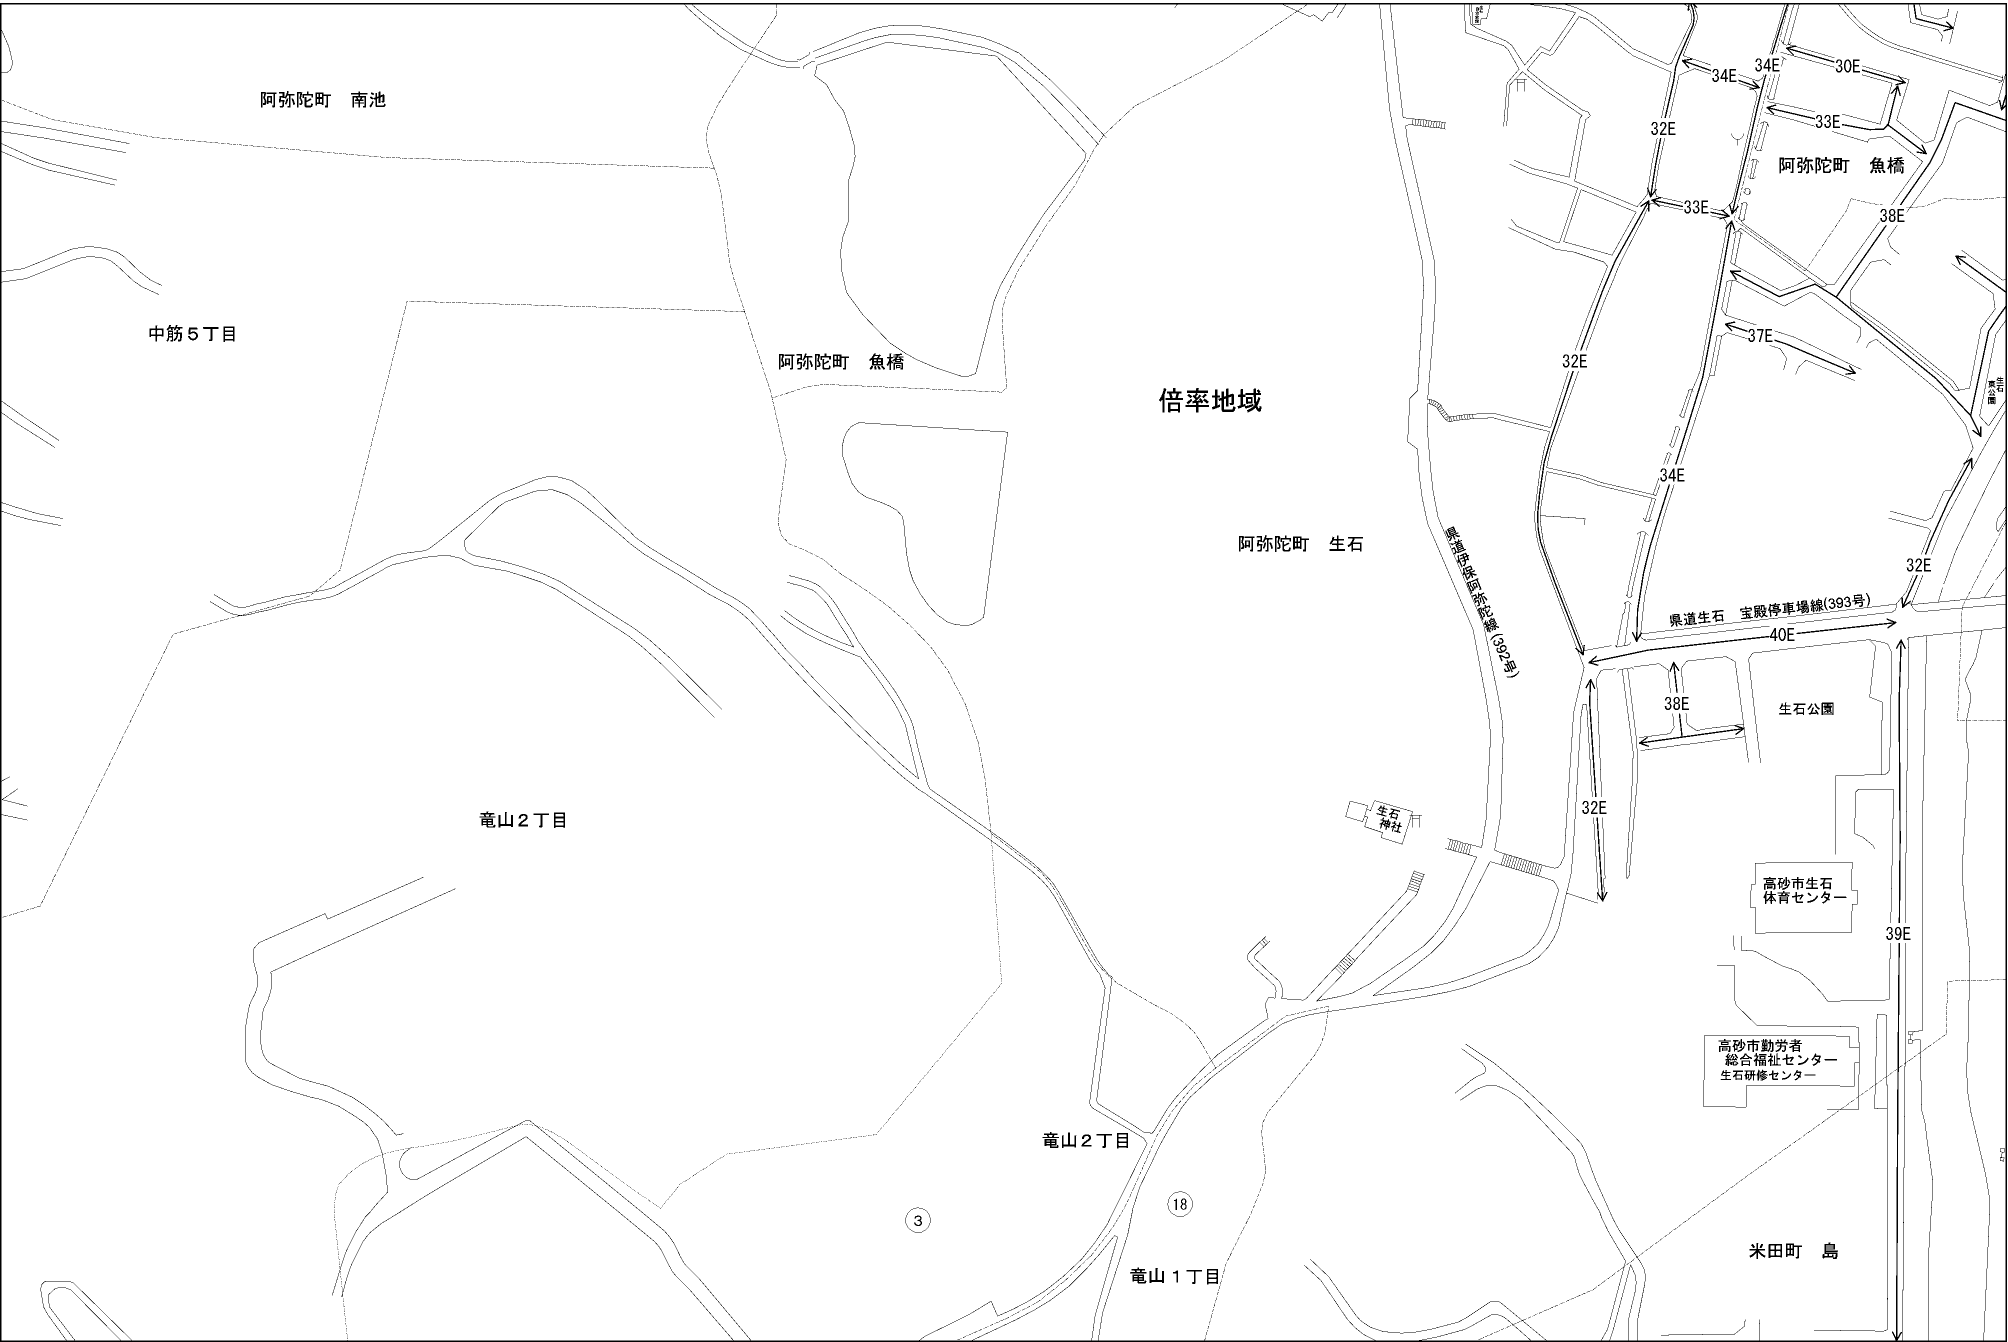 34E
34E
30E
32E
33E
阿弥陀町　南池
阿弥陀町　魚橋
33E
38E
中筋５丁目
37E
阿弥陀町　魚橋
32E
生石
東公園
倍率地域
34E
阿弥陀町　生石
県道伊保阿弥陀線(392号)
32E
県道生石　宝殿停車場線(393号)
40E
38E
生石公園
32E
竜山２丁目
生石
神社
高砂市生石
体育センター
39E
高砂市勤労者
総合福祉センター
生石研修センター
竜山２丁目
18
3
米田町　島
竜山１丁目